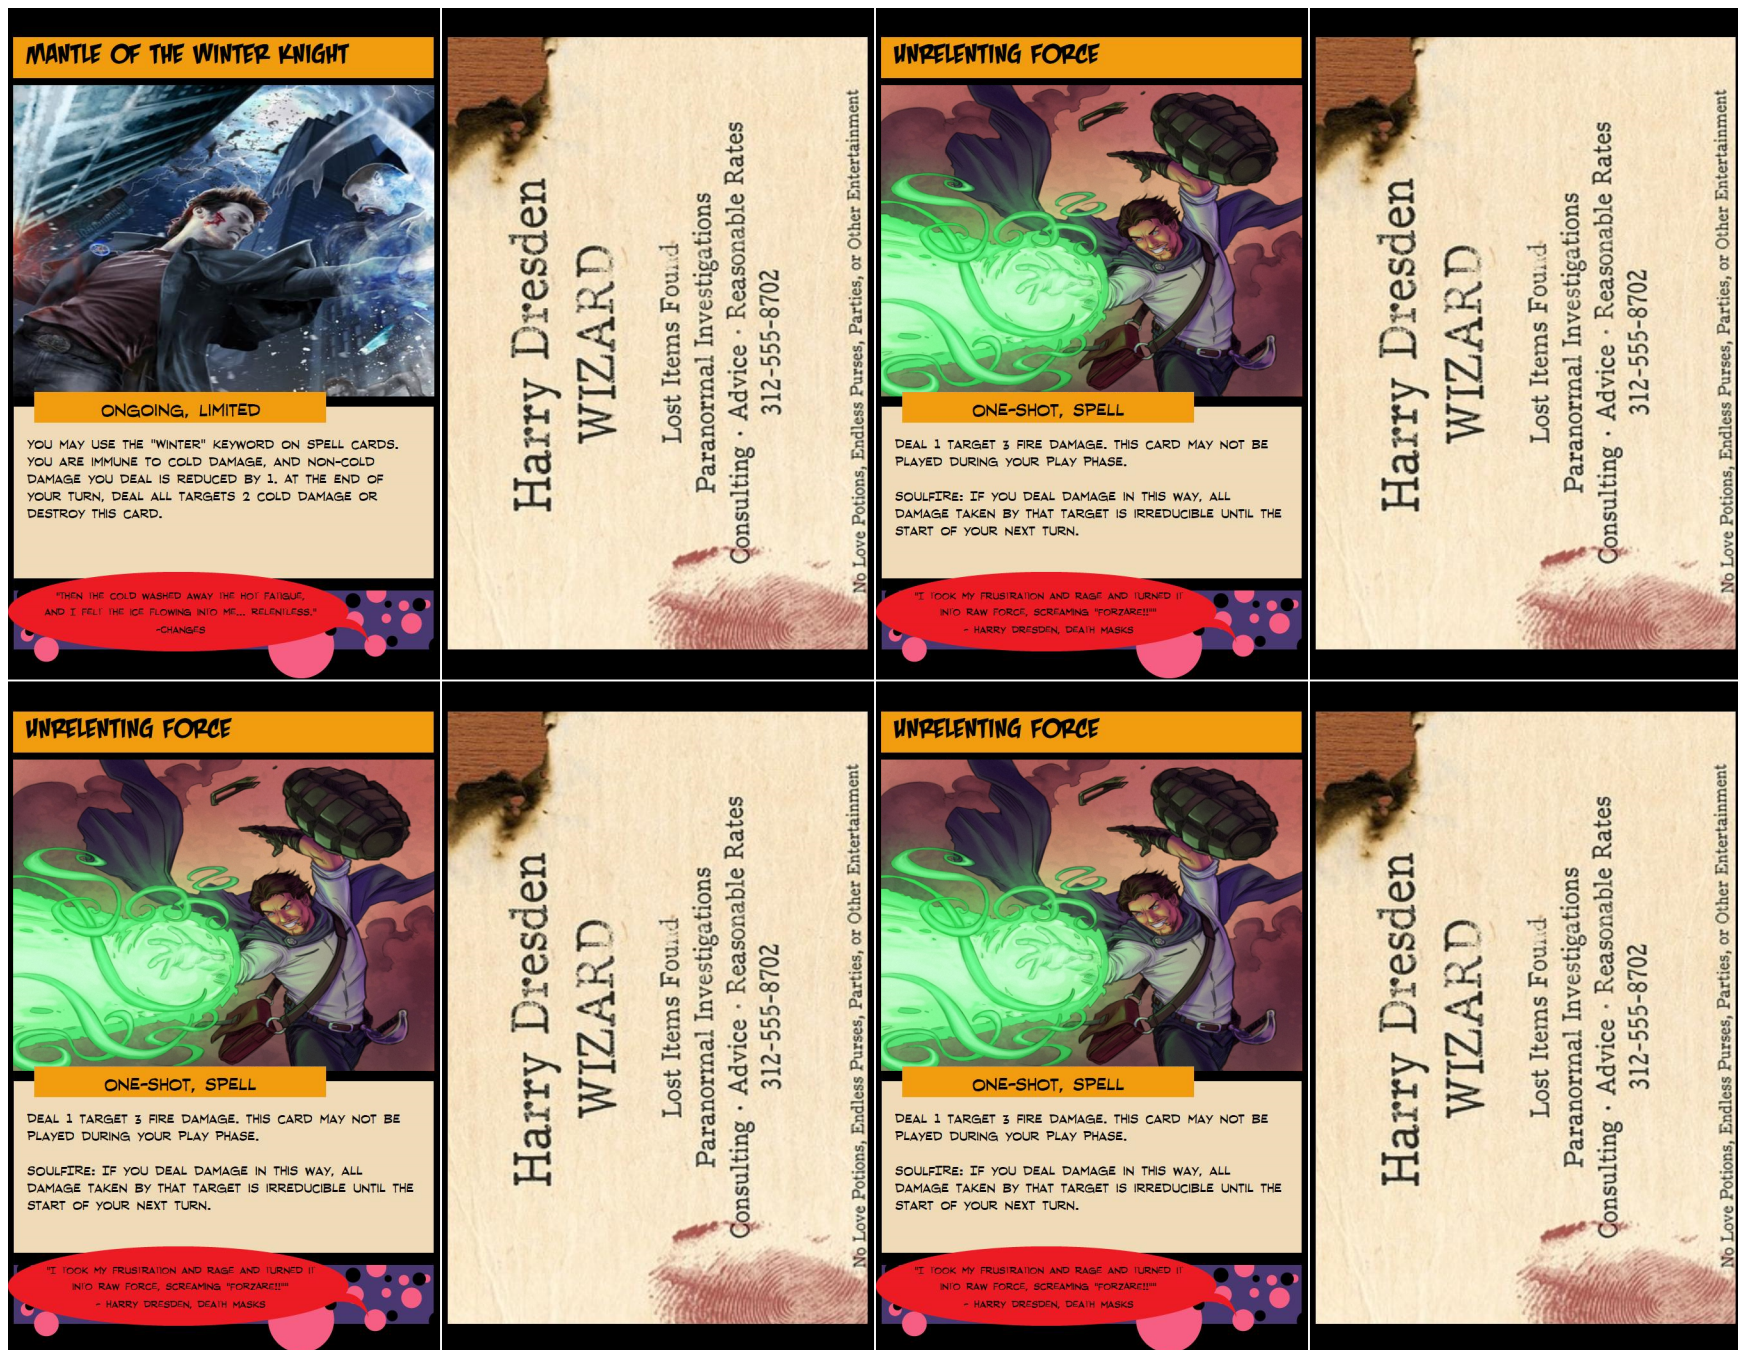 MANTLE OF THE WINTER KNIGHT
ONGOING, LIMITED
YOU MAY USE THE "WINTER" KEYWORD ON SPELL CARDS.
YOU ARE IMMUNE TO COLD DAMAGE, AND NON-COLD
DAMAGE YOU DEAL IS REDUCED BY 1. AT THE END OF
YOUR TURN, DEAL ALL TARGETS 2 COLD DAMAGE OR
DESTROY THIS CARD.
"THEN THE COLD WASHED AWAY THE HOT FATIGUE,
AND I FELT THE ICE FLOWING INTO ME... RELENTLESS."
-CHANGES
Harry Dresden
WIZARD
Lost Items Found
Paranormal Investigations
Consulting · Advice · Reasonable Rates
312-555-8702
No Love Potions, Endless Purses, Parties, or Other Entertainment
UNRELENTING FORCE
ONE-SHOT, SPELL
DEAL 1 TARGET 3 FIRE DAMAGE. THIS CARD MAY NOT BE
PLAYED DURING YOUR PLAY PHASE.
SOULFIRE: IF YOU DEAL DAMAGE IN THIS WAY, ALL
DAMAGE TAKEN BY THAT TARGET IS IRREDUCIBLE UNTIL THE
START OF YOUR NEXT TURN.
"I TOOK MY FRUSTRATION AND RAGE AND TURNED IT
INTO RAW FORCE, SCREAMING "FORZARE!!""
- HARRY DRESDEN, DEATH MASKS
Harry Dresden
WIZARD
Lost Items Found
Paranormal Investigations
Consulting · Advice · Reasonable Rates
312-555-8702
No Love Potions, Endless Purses, Parties, or Other Entertainment
UNRELENTING FORCE
ONE-SHOT, SPELL
DEAL 1 TARGET 3 FIRE DAMAGE. THIS CARD MAY NOT BE
PLAYED DURING YOUR PLAY PHASE.
SOULFIRE: IF YOU DEAL DAMAGE IN THIS WAY, ALL
DAMAGE TAKEN BY THAT TARGET IS IRREDUCIBLE UNTIL THE
START OF YOUR NEXT TURN.
"I TOOK MY FRUSTRATION AND RAGE AND TURNED IT
INTO RAW FORCE, SCREAMING "FORZARE!!""
- HARRY DRESDEN, DEATH MASKS
Harry Dresden
WIZARD
Lost Items Found
Paranormal Investigations
Consulting · Advice · Reasonable Rates
312-555-8702
No Love Potions, Endless Purses, Parties, or Other Entertainment
UNRELENTING FORCE
ONE-SHOT, SPELL
DEAL 1 TARGET 3 FIRE DAMAGE. THIS CARD MAY NOT BE
PLAYED DURING YOUR PLAY PHASE.
SOULFIRE: IF YOU DEAL DAMAGE IN THIS WAY, ALL
DAMAGE TAKEN BY THAT TARGET IS IRREDUCIBLE UNTIL THE
START OF YOUR NEXT TURN.
"I TOOK MY FRUSTRATION AND RAGE AND TURNED IT
INTO RAW FORCE, SCREAMING "FORZARE!!""
- HARRY DRESDEN, DEATH MASKS
Harry Dresden
WIZARD
Lost Items Found
Paranormal Investigations
Consulting · Advice · Reasonable Rates
312-555-8702
No Love Potions, Endless Purses, Parties, or Other Entertainment